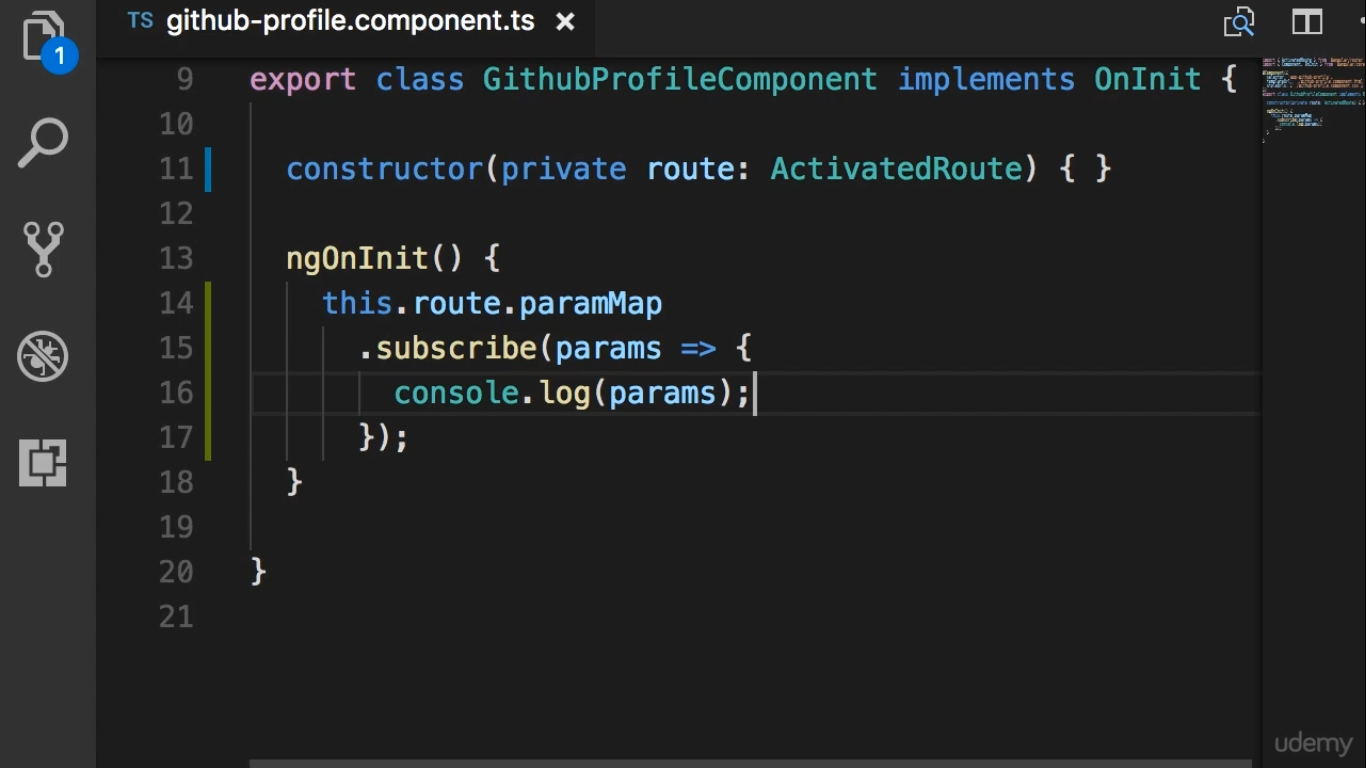 1
TS github-profile.component.ts ×
9 export class GithubProfileComponent implements OnInit {
10
11 constructor(private route: ActivatedRoute) { }
12
13 ngOnInit() {
14 this.route.paramMap
15 .subscribe(params => {
16 console.log(params);
17 });
18 }
19
20 }
21
udemy